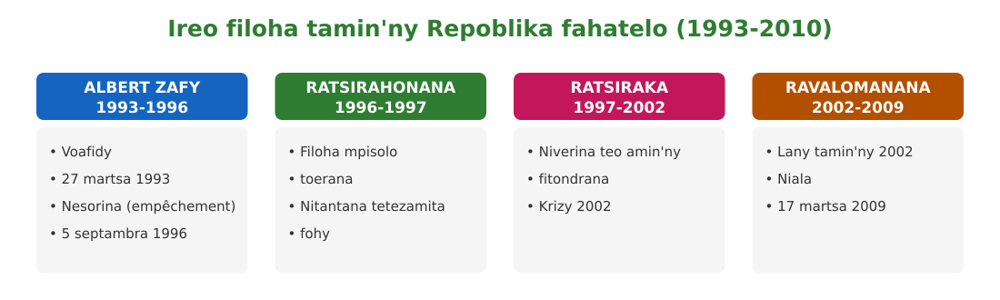 Ireo filoha tamin'ny Repoblika fahatelo (1993-2010)
ALBERT ZAFY
1993-1996
• Voafidy
• 27 martsa 1993
• Nesorina (empêchement)
• 5 septambra 1996
RATSIRAHONANA
1996-1997
• Filoha mpisolo
• toerana
• Nitantana tetezamita
• fohy
RATSIRAKA
1997-2002
• Niverina teo amin'ny
• fitondrana
• Krizy 2002
RAVALOMANANA
2002-2009
• Lany tamin'ny 2002
• Niala
• 17 martsa 2009